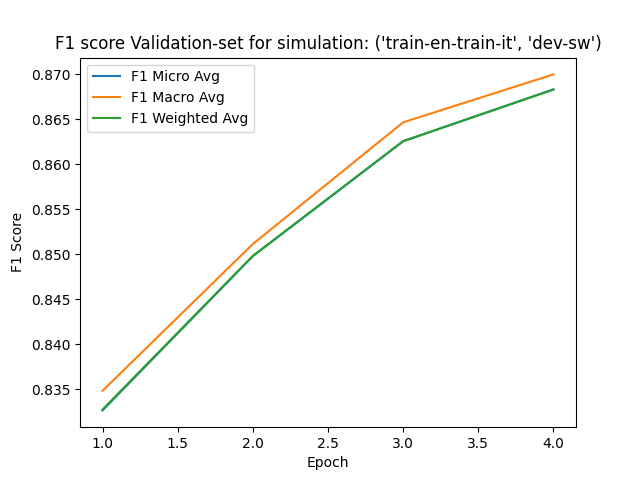 F1 score Validation-set for simulation: ('train-en-train-it', 'dev-sw')
F1 Micro Avg
F1 Macro Avg
F1 Weighted Avg
0.870
0.865
0.860
0.855
0.850
0.845
0.840
0.835
F1 Score
1.0 1.5 2.0 2.5 3.0 3.5 4.0
Epoch